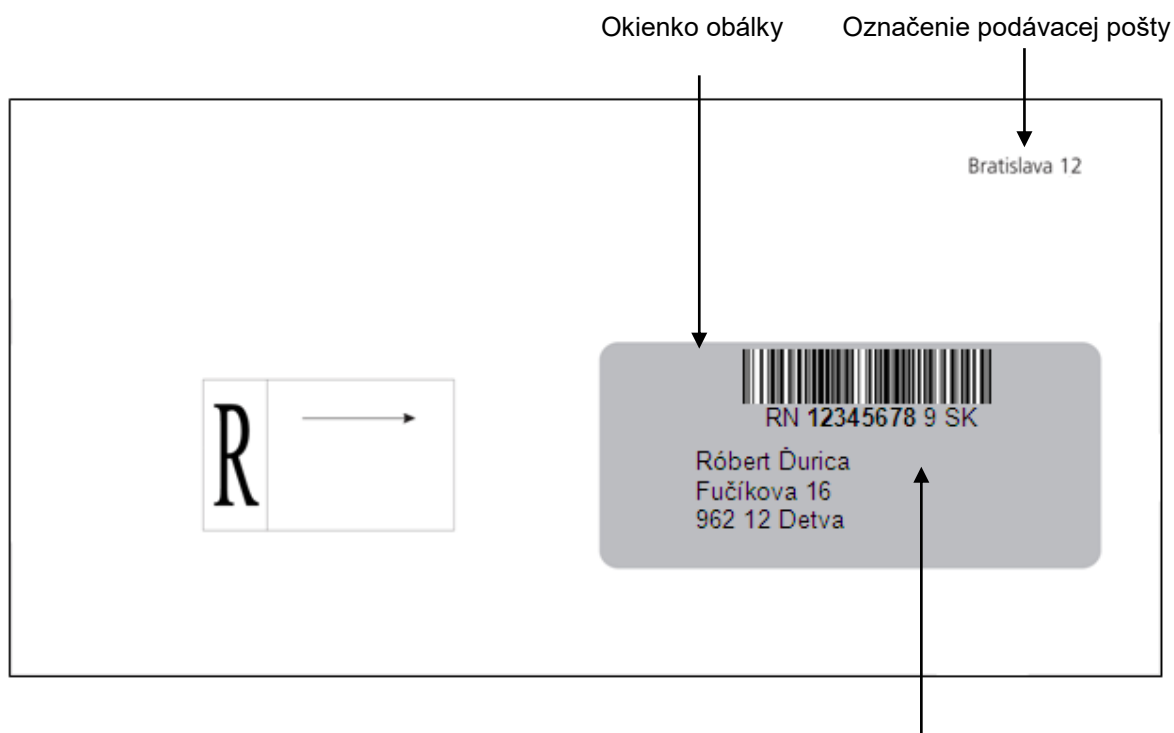 Okienko obálky
Označenie podávacej pošty
Bratislava 12
R
RN 12345678 9 SK
Róbert Ďurica
Fučíkova 16
962 12 Detva